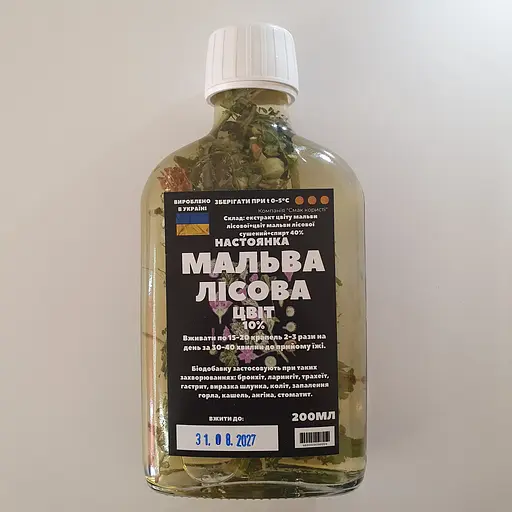 ВИРОБЛЕНО
В УКРАЇНІ
ЗБЕРІГАТИ ПРИ t 0-5°C
Компанія "Смак користі"
Склад: екстракт цвіту мальви
лісової+цвіт мальви лісової
сушений+спирт 40%
НАСТОЯНКА
МАЛЬВА
ЛІСОВА
ЦВІТ
10%
Вживати по 15-20 крапель 2-3 рази на
день за 30-40 хвилин до прийому їжі.
Біодобавку застосовують при таких
захворюваннях: бронхіт, ларингіт, трахеїт,
гастрит, виразка шлунка, коліт, запалення
горла, кашель, ангіна, стоматит.
ВЖИТИ ДО:
200МЛ
31. 08. 2027